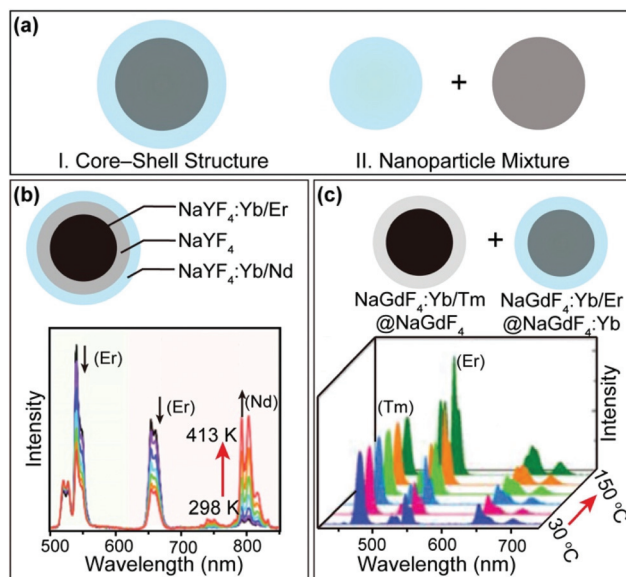 (a)
+
I. Core–Shell Structure
II. Nanoparticle Mixture
(b)
NaYF₄:Yb/Er
NaYF₄
NaYF₄:Yb/Nd
(Er)
(Er)
(Nd)
413 K
298 K
Intensity
500 600 700 800
Wavelength (nm)
(c)
+
NaGdF₄:Yb/Tm
@NaGdF₄
NaGdF₄:Yb/Er
@NaGdF₄:Yb
(Er)
(Tm)
Intensity
Intensity
150 °C
30 °C
500 600 700
Wavelength (nm)